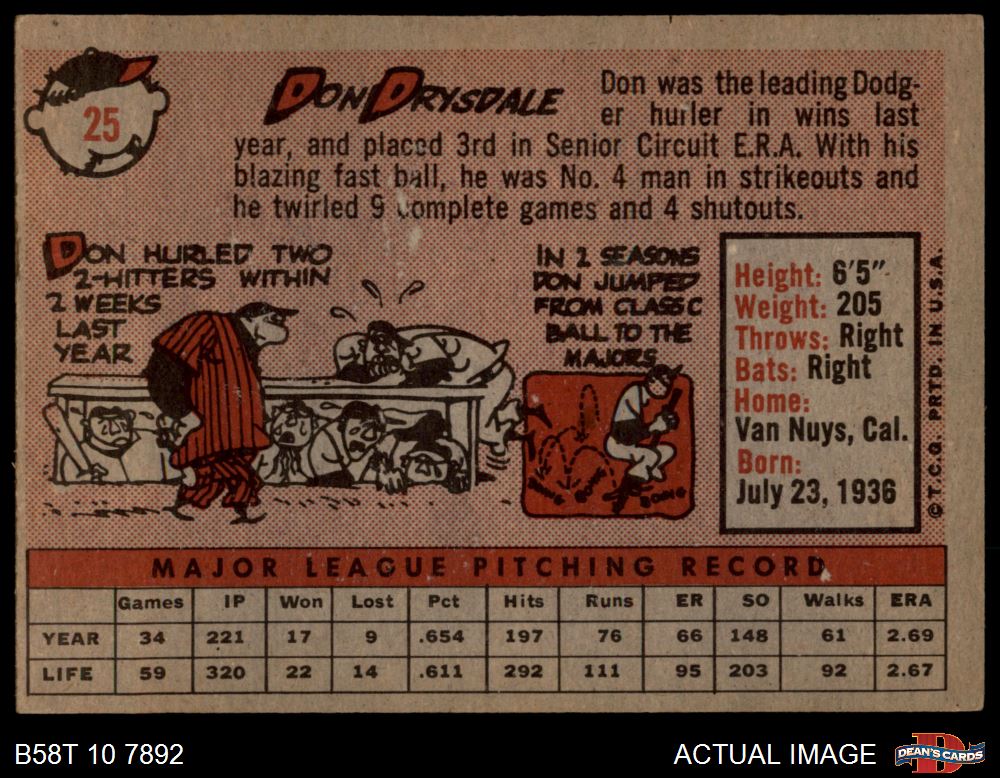 25
DON DRYSDALE
Don was the leading Dodg-
er hurler in wins last
year, and placed 3rd in Senior Circuit E.R.A. With his
blazing fast ball, he was No. 4 man in strikeouts and
he twirled 9 complete games and 4 shutouts.
DON HURLED TWO
2-HITTERS WITHIN
2 WEEKS
LAST
YEAR
IN 2 SEASONS
DON JUMPED
FROM CLASS C
BALL TO THE
MAJORS
BOING BOING BOING
Height: 6'5"
Weight: 205
Throws: Right
Bats: Right
Home:
Van Nuys, Cal.
Born:
July 23, 1936
©T.C.G. PRTD. IN U.S.A.
MAJOR LEAGUE PITCHING RECORD
Games IP Won Lost Pct Hits Runs ER SO Walks ERA
YEAR 34 221 17 9 .654 197 76 66 148 61 2.69
LIFE 59 320 22 14 .611 292 111 95 203 92 2.67
B58T 10 7892
ACTUAL IMAGE
DEAN'S CARDS